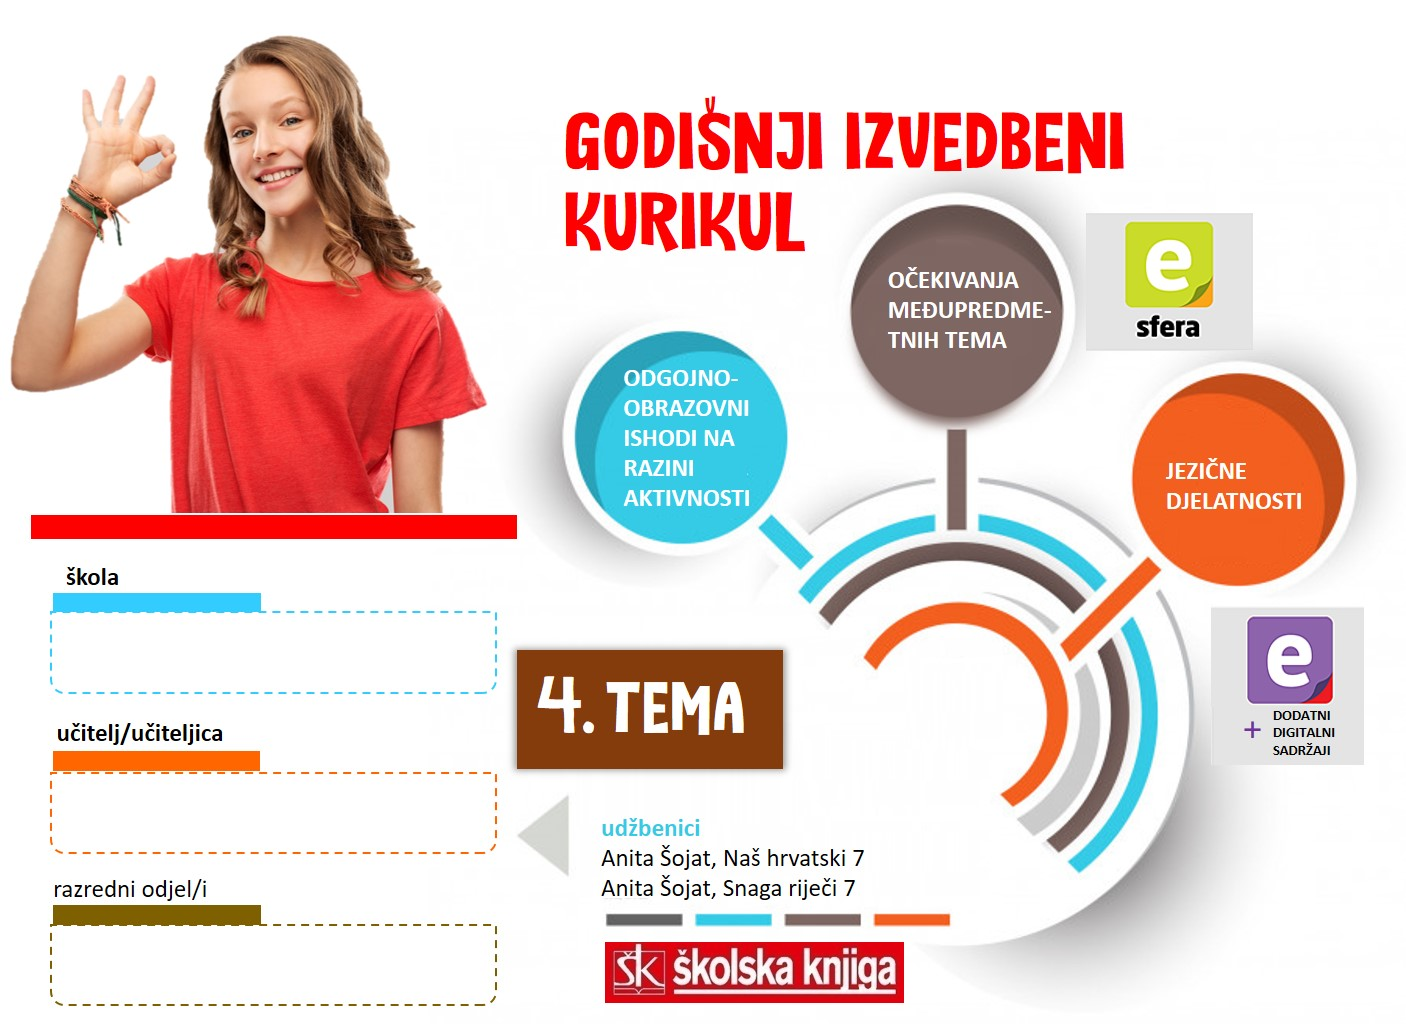 GODIŠNJI IZVEDBENI
KURIKUL
OČEKIVANJA
MEĐUPREDME-
TNIH TEMA
e
sfera
ODGOJNO-
OBRAZOVNI
ISHODI NA
RAZINI
AKTIVNOSTI
JEZIČNE
DJELATNOSTI
škola
učitelj/učiteljica
razredni odjel/i
4. TEMA
e
+ DODATNI
DIGITALNI
SADRŽAJI
udžbenici
Anita Šojat, Naš hrvatski 7
Anita Šojat, Snaga riječi 7
ŠK školska knjiga